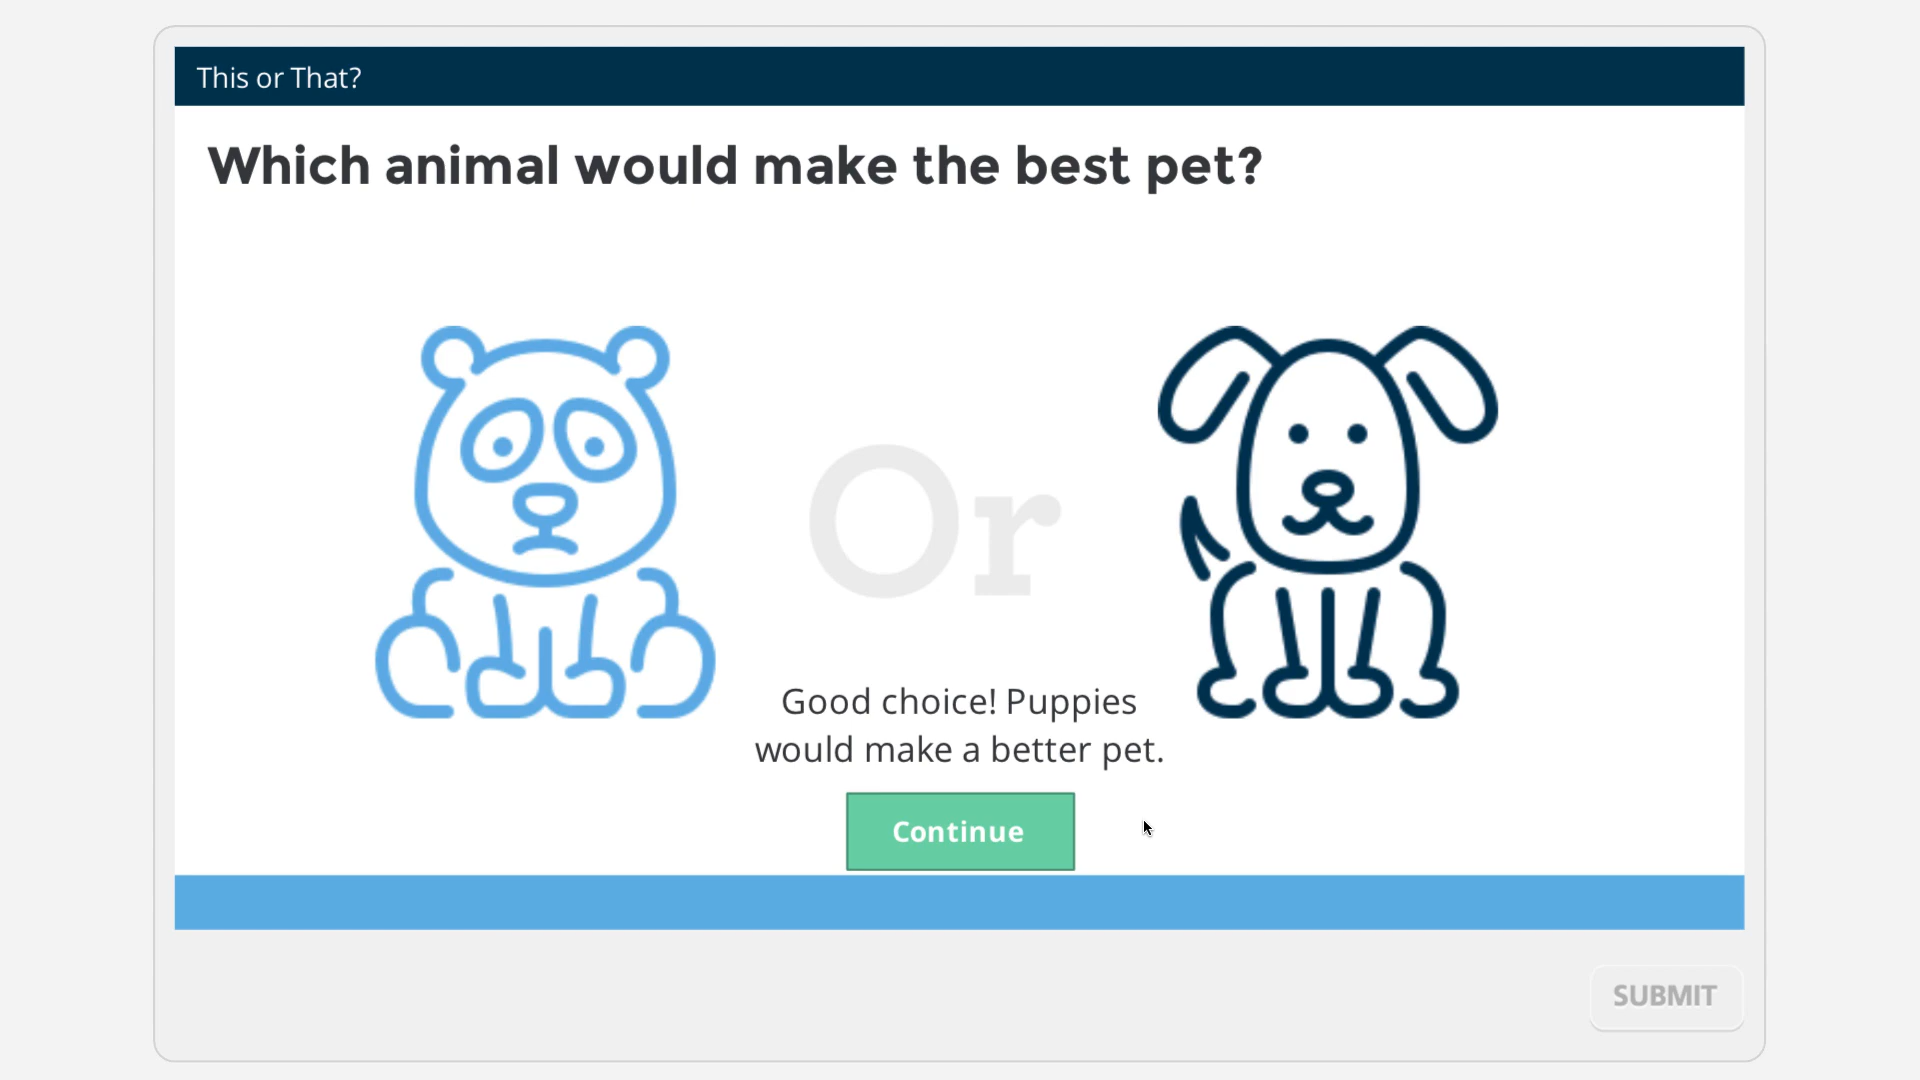 This or That?
Which animal would make the best pet?
Or
Good choice! Puppies
would make a better pet.
Continue
SUBMIT